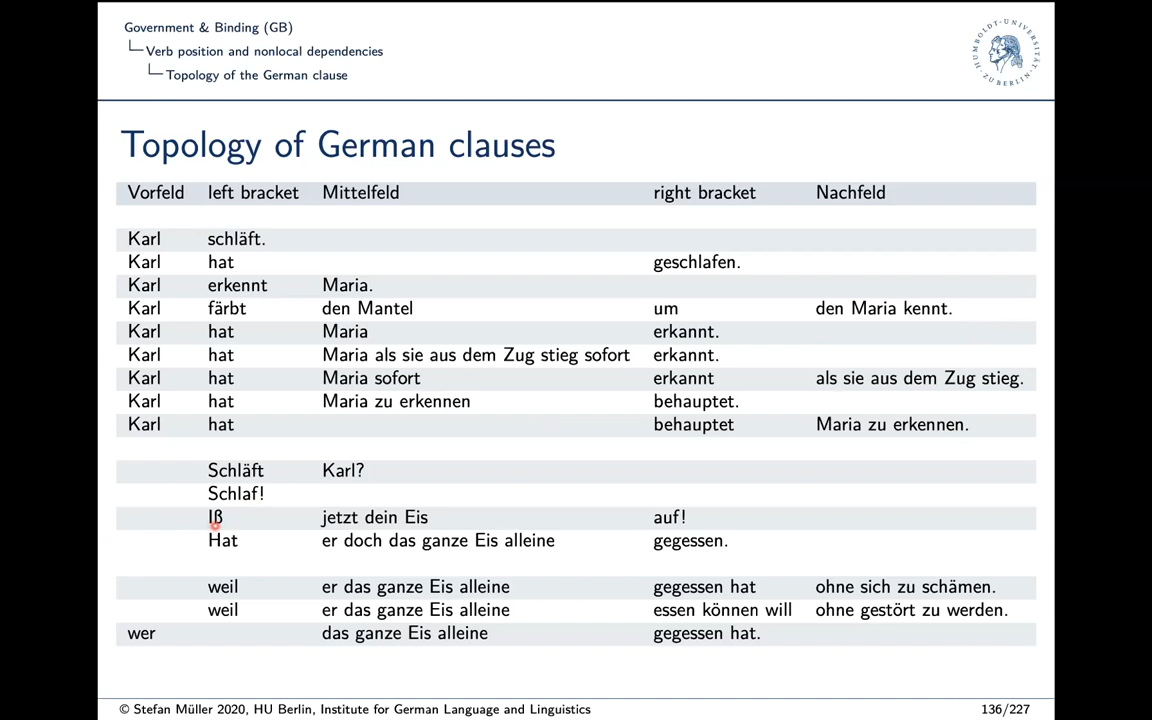 Government & Binding (GB)
Verb position and nonlocal dependencies
Topology of the German clause
HUMBOLDT-UNIVERSITÄT · ZU BERLIN ·
Topology of German clauses
Vorfeld left bracket Mittelfeld right bracket Nachfeld
Karl schläft.
Karl hat geschlafen.
Karl erkennt Maria.
Karl färbt den Mantel um den Maria kennt.
Karl hat Maria erkannt.
Karl hat Maria als sie aus dem Zug stieg sofort erkannt.
Karl hat Maria sofort erkannt als sie aus dem Zug stieg.
Karl hat Maria zu erkennen behauptet.
Karl hat behauptet Maria zu erkennen.
Schläft Karl?
Schlaf!
Iß jetzt dein Eis auf!
Hat er doch das ganze Eis alleine gegessen.
weil er das ganze Eis alleine gegessen hat ohne sich zu schämen.
weil er das ganze Eis alleine essen können will ohne gestört zu werden.
wer das ganze Eis alleine gegessen hat.
© Stefan Müller 2020, HU Berlin, Institute for German Language and Linguistics 136/227